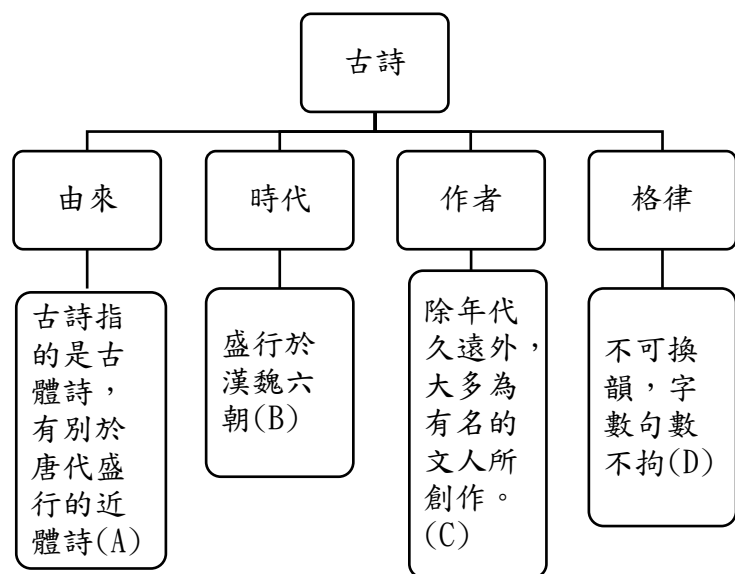 古詩
由來
時代
作者
格律
古詩指
的是古
體詩，
有別於
唐代盛
行的近
體詩(A)
盛行於
漢魏六
朝(B)
除年代
久遠外，
大多為
有名的
文人所
創作。
(C)
不可換
韻，字
數句數
不拘(D)